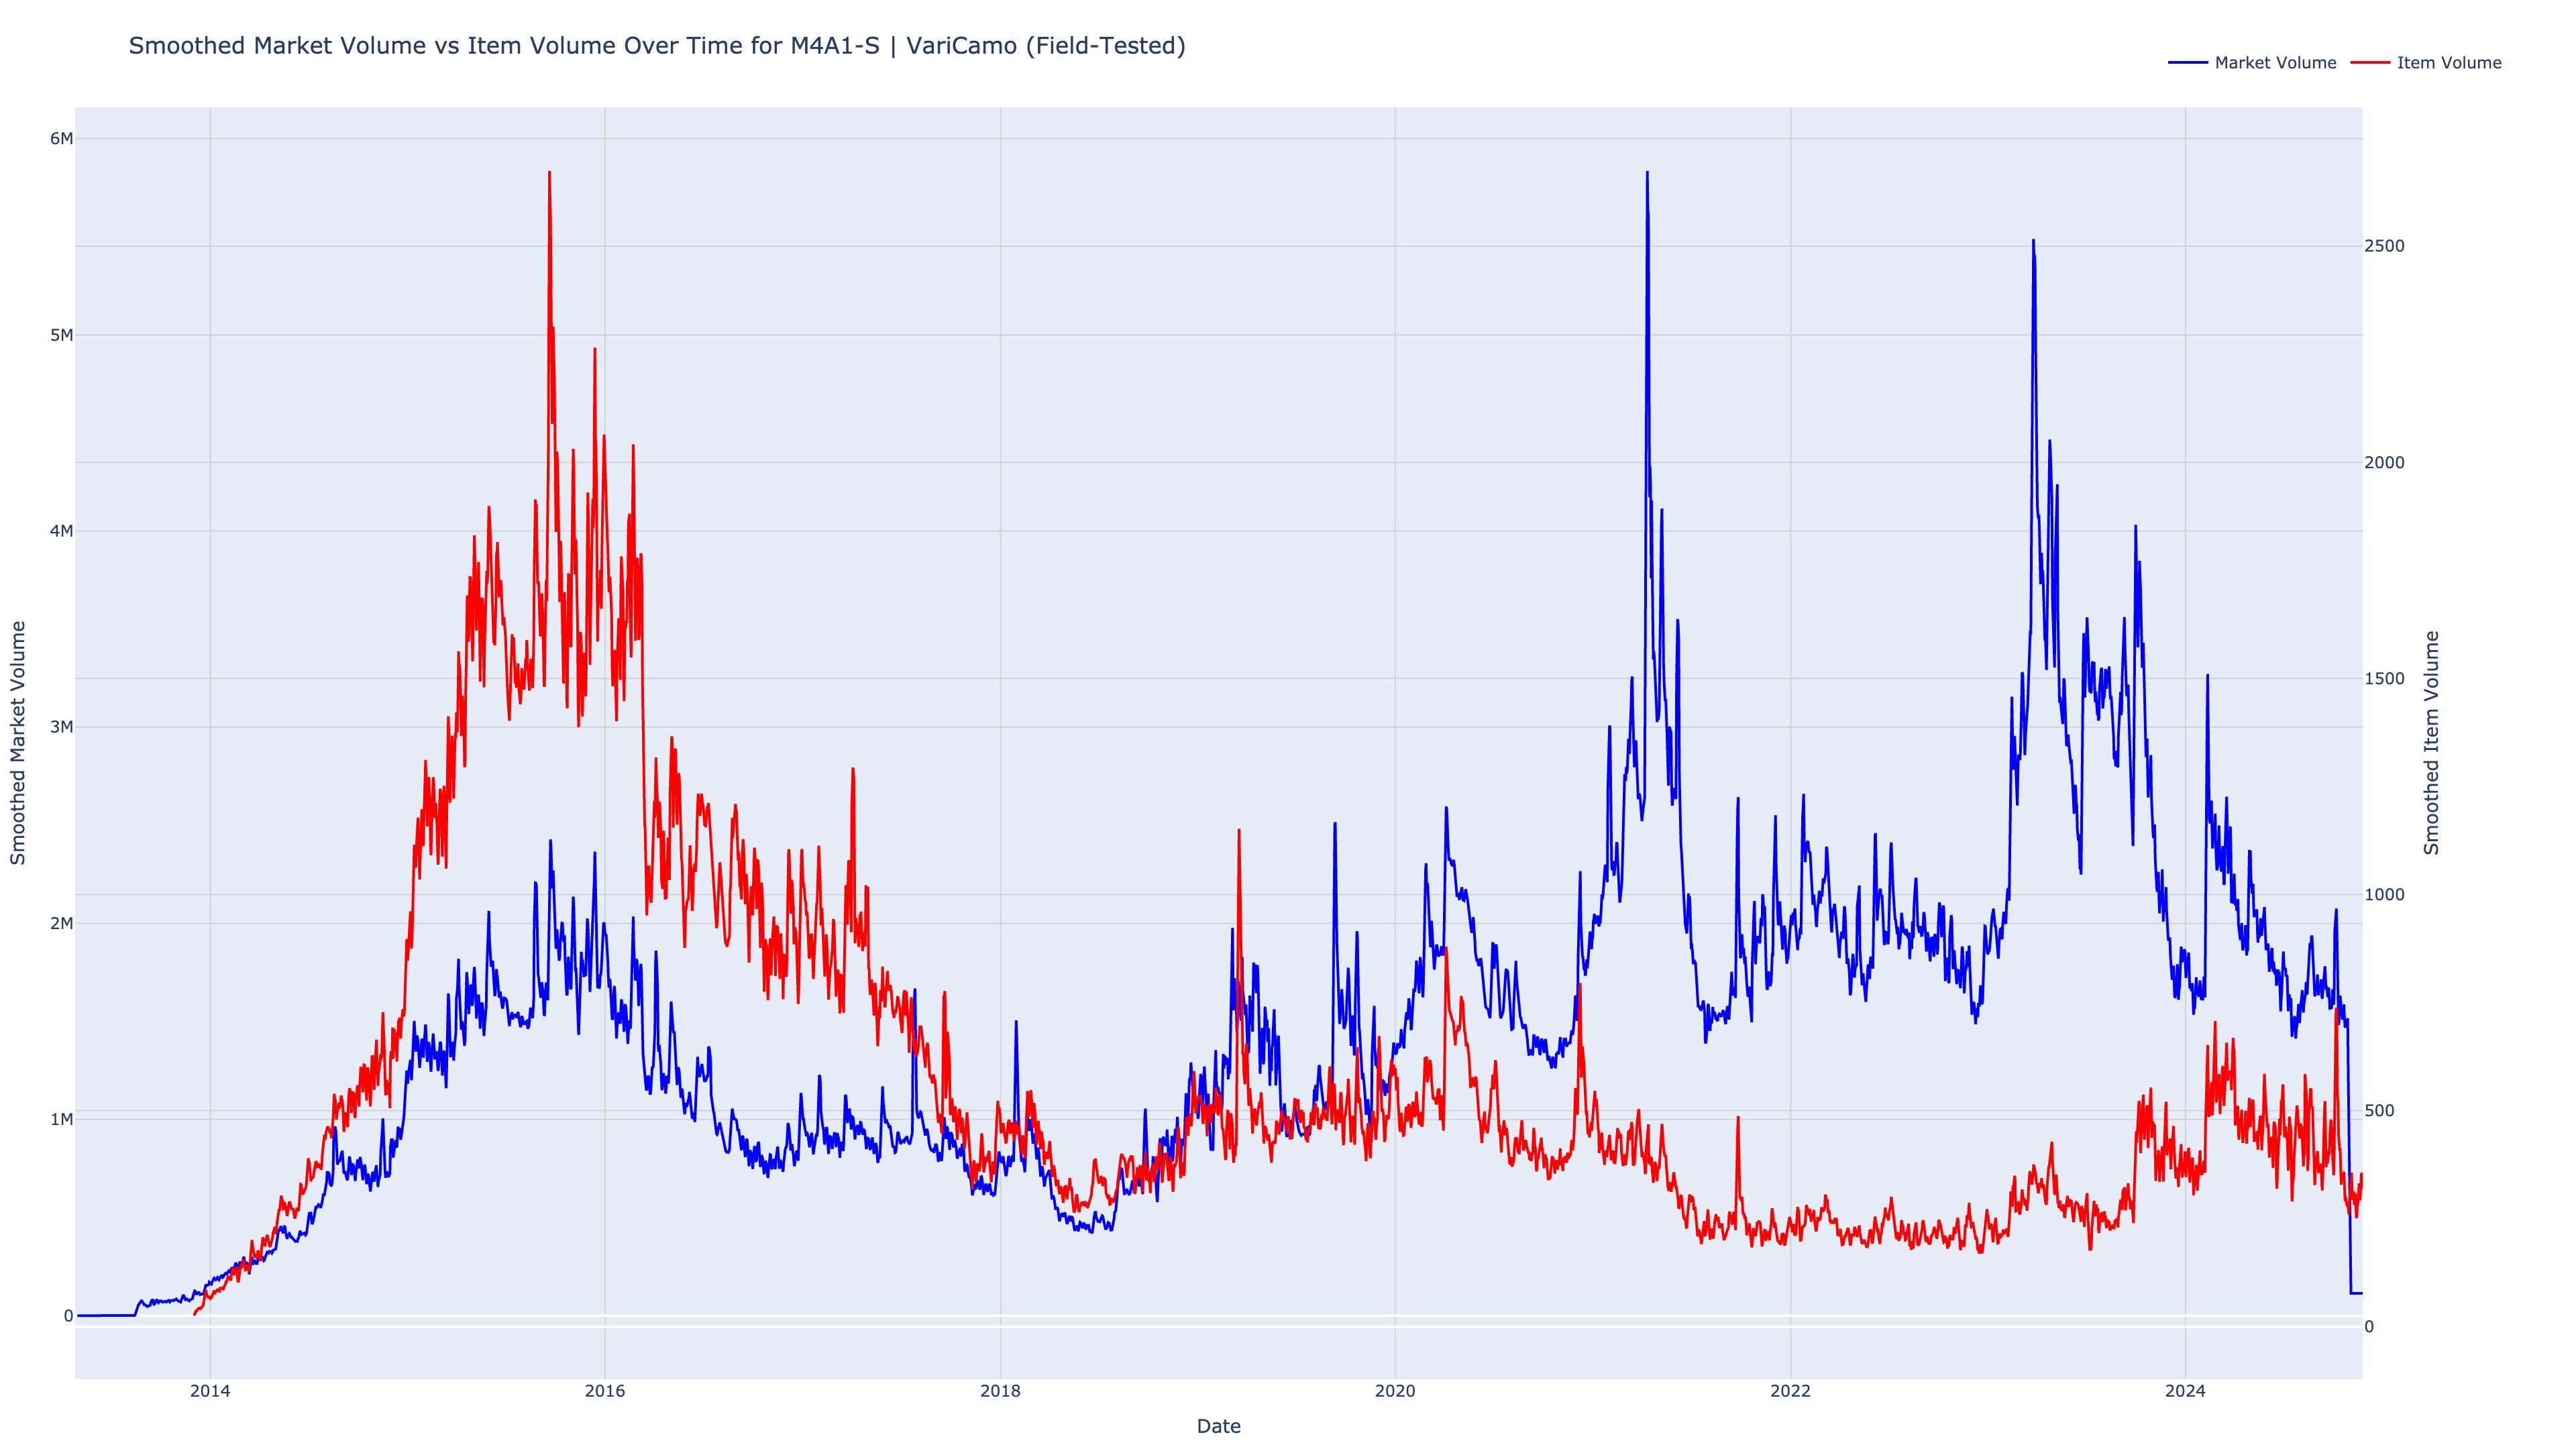 Smoothed Market Volume vs Item Volume Over Time for M4A1-S | VariCamo (Field-Tested)
Market Volume
Item Volume
6M
5M
4M
3M
2M
1M
0
Smoothed Market Volume
2500
2000
1500
1000
500
0
Smoothed Item Volume
2014
2016
2018
2020
2022
2024
Date